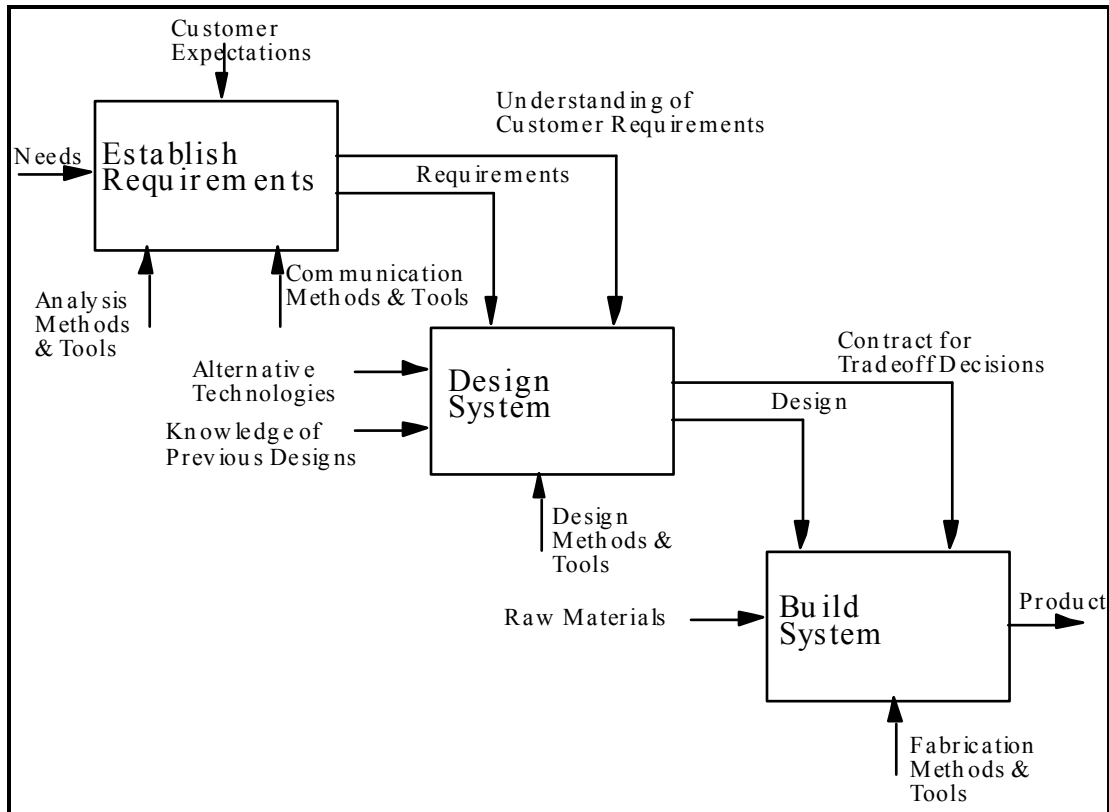 Customer
Expectations
Understanding of
Customer Requirements
Needs
Establish
Requirements
Requirements
Communication
Methods & Tools
Analysis
Methods
& Tools
Alternative
Technologies
Knowledge of
Previous Designs
Design
System
Contract for
Tradeoff Decisions
Design
Design
Methods &
Tools
Raw Materials
Build
System
Product
Fabrication
Methods &
Tools